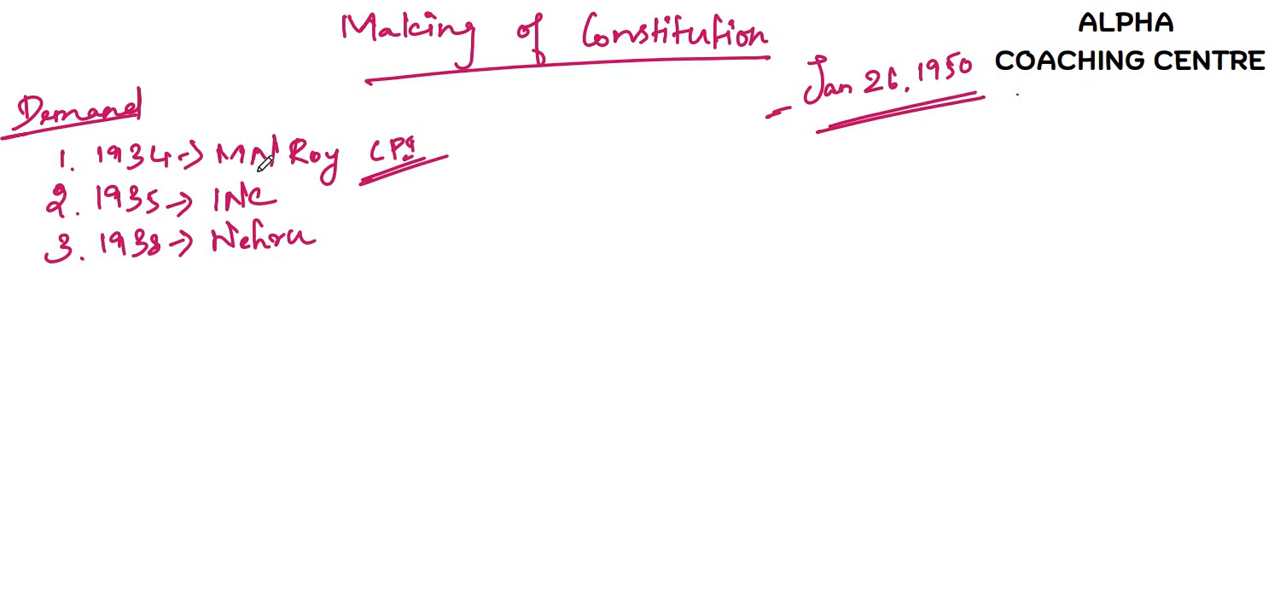 Making of Constitution
ALPHA
COACHING CENTRE
- Jan 26, 1950
Demand
1. 1934 → MN Roy CPI
2. 1935 → INC
3. 1938 → Nehru